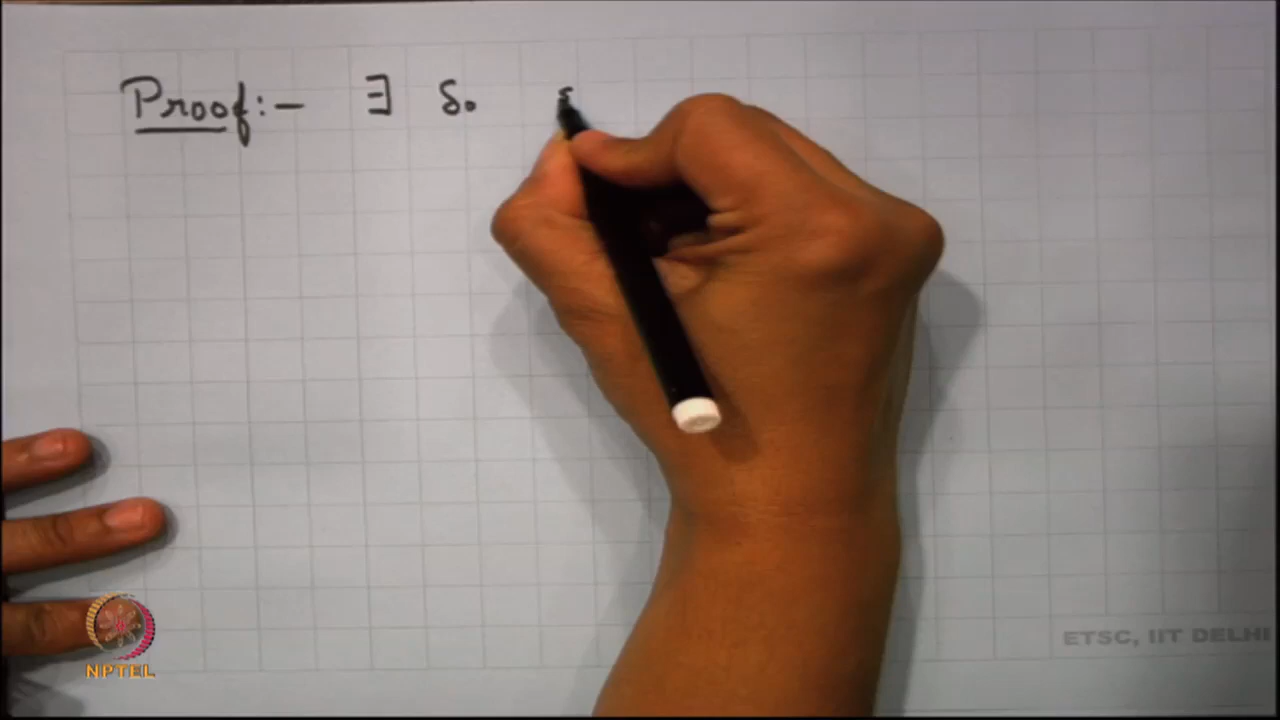 Proof:- ∃ δ₀ s
NPTEL
ETSC, IIT DELHI